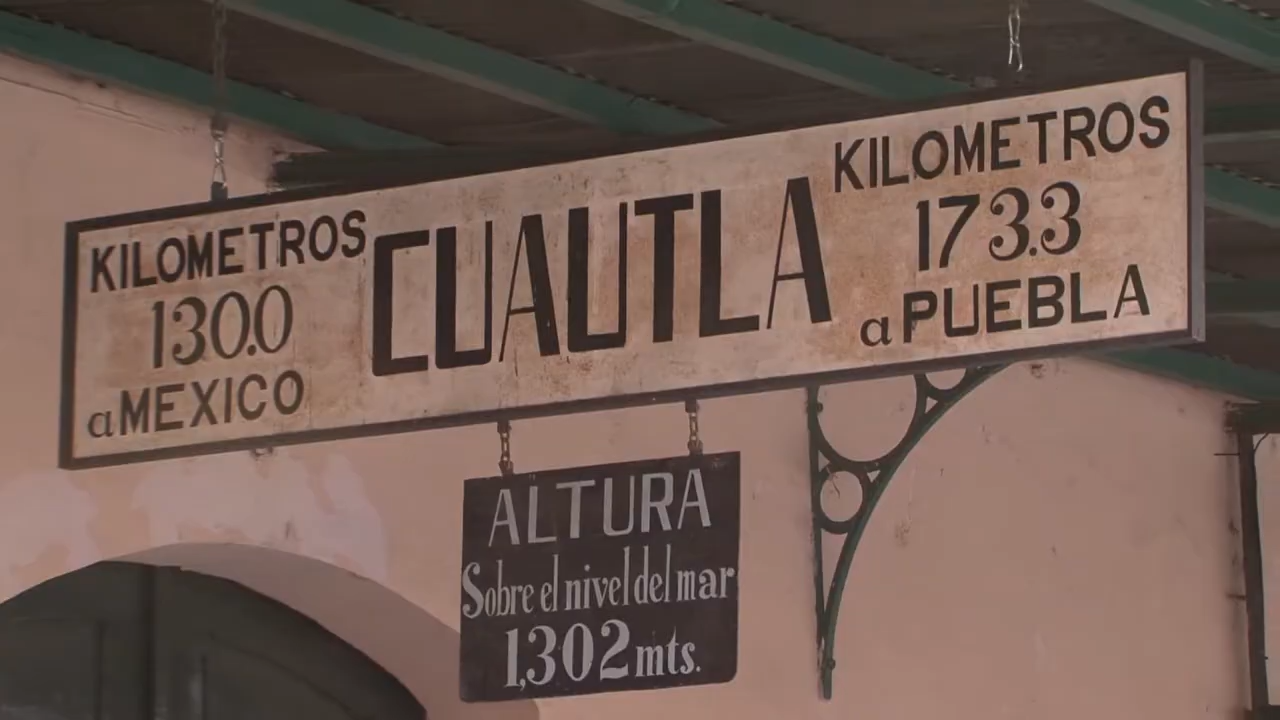 KILOMETROS
130.0
a MEXICO
CUAUTLA
KILOMETROS
173.3
a PUEBLA
ALTURA
Sobre el nivel del mar
1,302 mts.